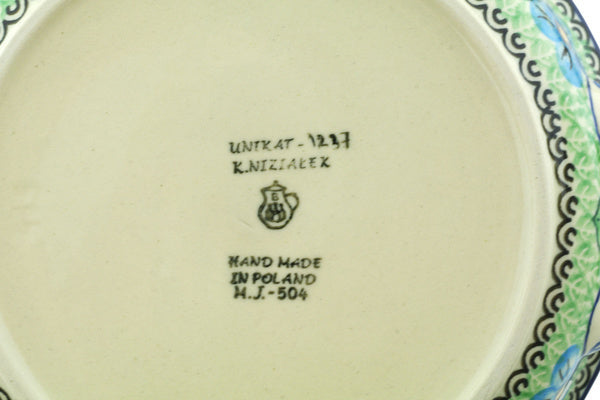 UNIKAT - 1237
K.NIZIAŁEK
B
HAND MADE
IN POLAND
M.J.-504